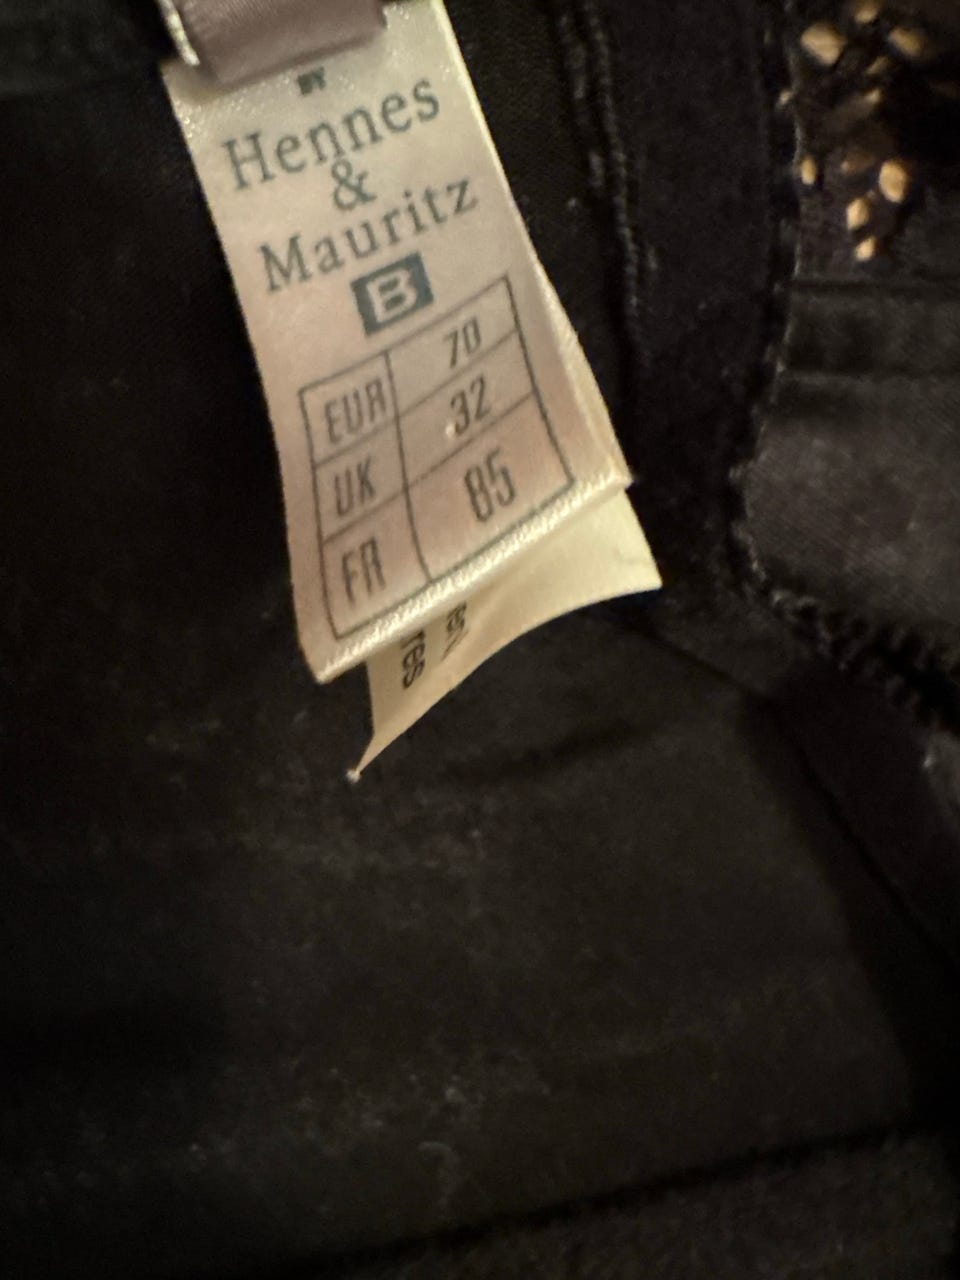 BY
Hennes
&
Mauritz
B
EUR 70
UK 32
FR 85